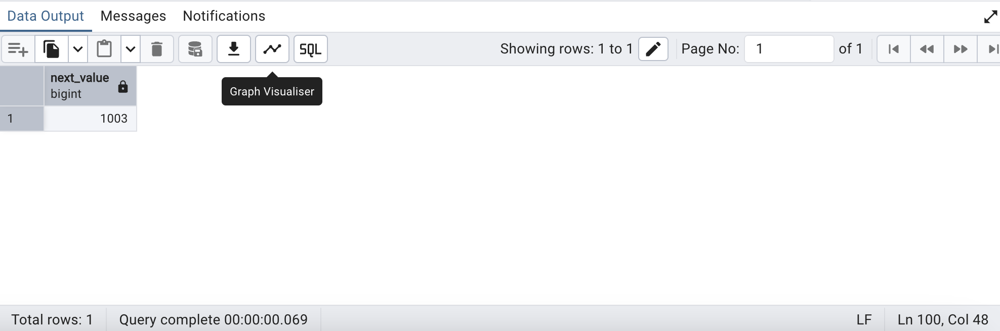 Data Output Messages Notifications
SQL Showing rows: 1 to 1 Page No: 1 of 1
next_value
bigint
Graph Visualiser
1 1003
Total rows: 1 Query complete 00:00:00.069 LF Ln 100, Col 48